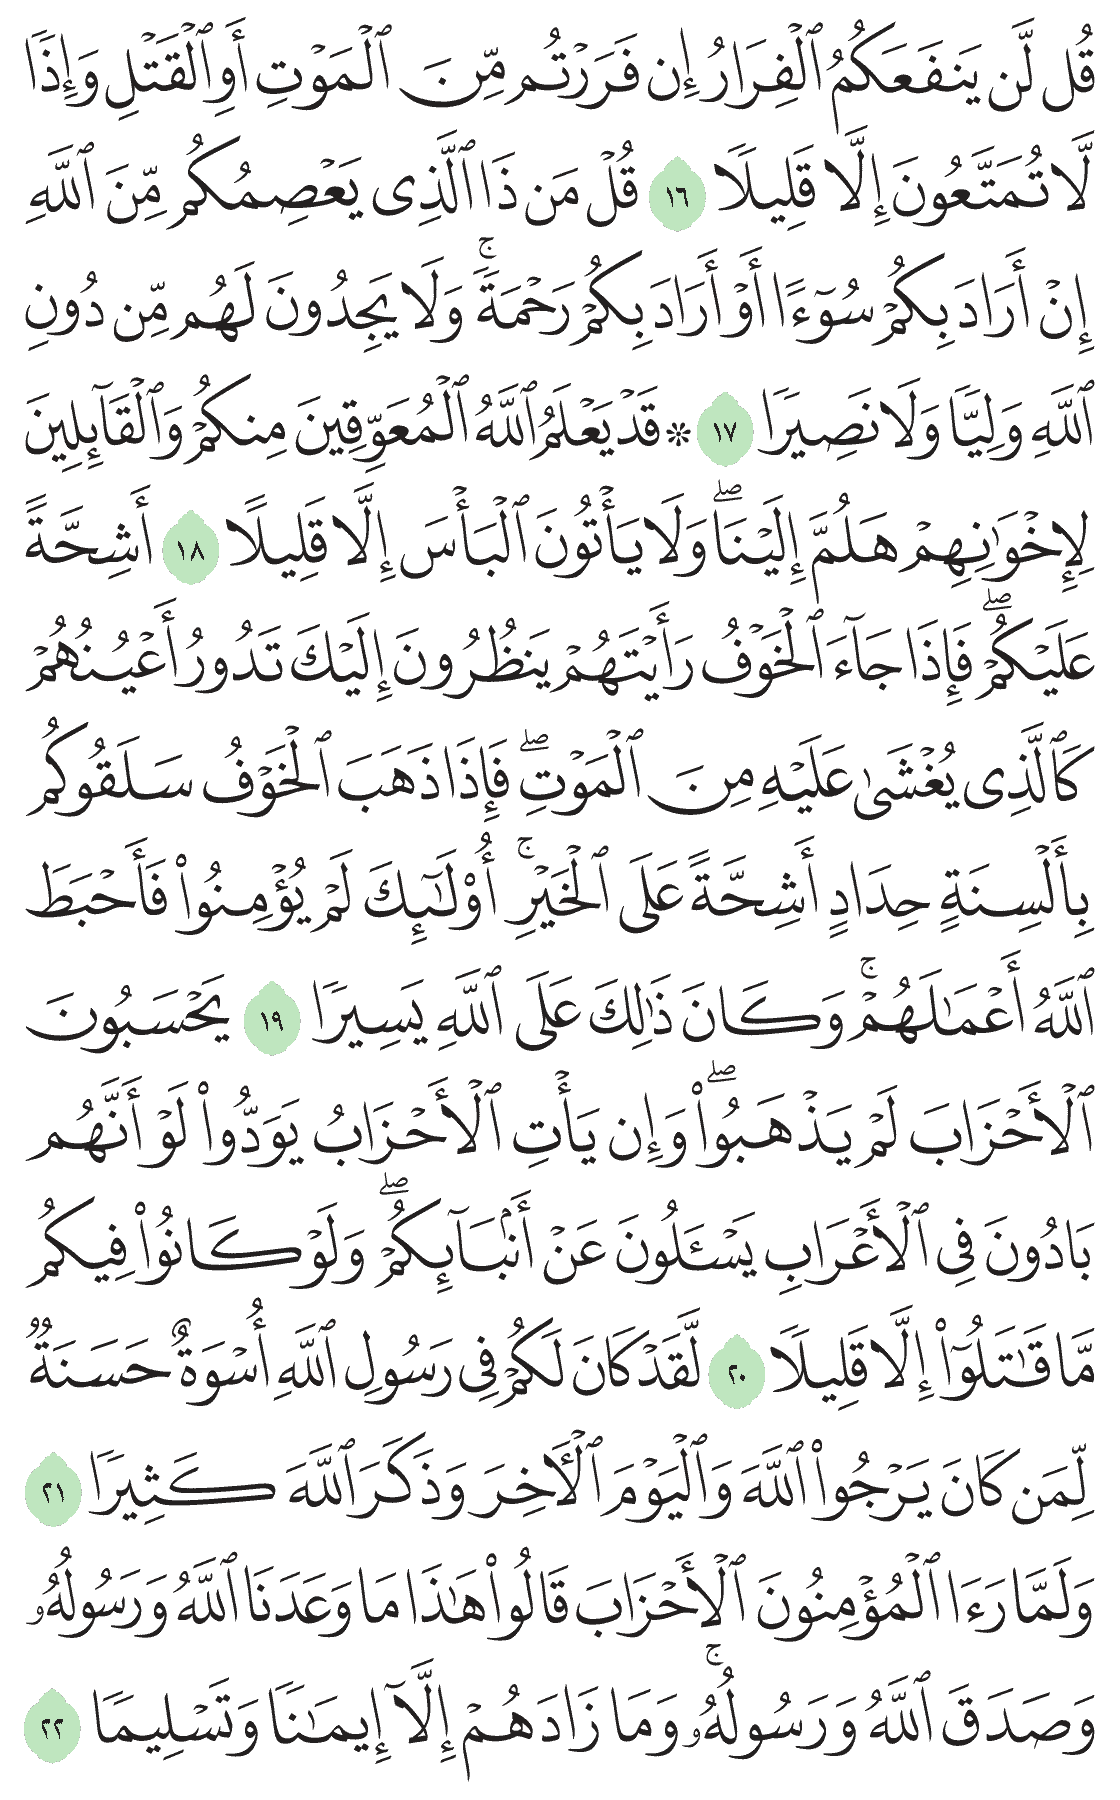 قُل لَّن يَنفَعَكُمُ ٱلْفِرَارُ إِن فَرَرْتُم مِّنَ ٱلْمَوْتِ أَوِ ٱلْقَتْلِ وَإِذًا
لَّا تُمَتَّعُونَ إِلَّا قَلِيلًا ١٦ قُلْ مَن ذَا ٱلَّذِى يَعْصِمُكُم مِّنَ ٱللَّهِ
إِنْ أَرَادَ بِكُمْ سُوٓءًا أَوْ أَرَادَ بِكُمْ رَحْمَةً ۚ وَلَا يَجِدُونَ لَهُم مِّن دُونِ
ٱللَّهِ وَلِيًّا وَلَا نَصِيرًا ١٧ * قَدْ يَعْلَمُ ٱللَّهُ ٱلْمُعَوِّقِينَ مِنكُمْ وَٱلْقَآئِلِينَ
لِإِخْوَٰنِهِمْ هَلُمَّ إِلَيْنَا ۖ وَلَا يَأْتُونَ ٱلْبَأْسَ إِلَّا قَلِيلًا ١٨ أَشِحَّةً
عَلَيْكُمْ ۖ فَإِذَا جَآءَ ٱلْخَوْفُ رَأَيْتَهُمْ يَنظُرُونَ إِلَيْكَ تَدُورُ أَعْيُنُهُمْ
كَٱلَّذِى يُغْشَىٰ عَلَيْهِ مِنَ ٱلْمَوْتِ ۖ فَإِذَا ذَهَبَ ٱلْخَوْفُ سَلَقُوكُم
بِأَلْسِنَةٍ حِدَادٍ أَشِحَّةً عَلَى ٱلْخَيْرِ ۚ أُو۟لَـٰٓئِكَ لَمْ يُؤْمِنُوا۟ فَأَحْبَطَ
ٱللَّهُ أَعْمَـٰلَهُمْ ۚ وَكَانَ ذَٰلِكَ عَلَى ٱللَّهِ يَسِيرًا ١٩ يَحْسَبُونَ
ٱلْأَحْزَابَ لَمْ يَذْهَبُوا۟ ۖ وَإِن يَأْتِ ٱلْأَحْزَابُ يَوَدُّوا۟ لَوْ أَنَّهُم
بَادُونَ فِى ٱلْأَعْرَابِ يَسْـَٔلُونَ عَنْ أَنۢبَآئِكُمْ ۖ وَلَوْ كَانُوا۟ فِيكُم
مَّا قَـٰتَلُوٓا۟ إِلَّا قَلِيلًا ٢٠ لَّقَدْ كَانَ لَكُمْ فِى رَسُولِ ٱللَّهِ أُسْوَةٌ حَسَنَةٌ
لِّمَن كَانَ يَرْجُوا۟ ٱللَّهَ وَٱلْيَوْمَ ٱلْـَٔاخِرَ وَذَكَرَ ٱللَّهَ كَثِيرًا ٢١
وَلَمَّا رَءَا ٱلْمُؤْمِنُونَ ٱلْأَحْزَابَ قَالُوا۟ هَـٰذَا مَا وَعَدَنَا ٱللَّهُ وَرَسُولُهُۥ
وَصَدَقَ ٱللَّهُ وَرَسُولُهُۥ ۚ وَمَا زَادَهُمْ إِلَّآ إِيمَـٰنًا وَتَسْلِيمًا ٢٢